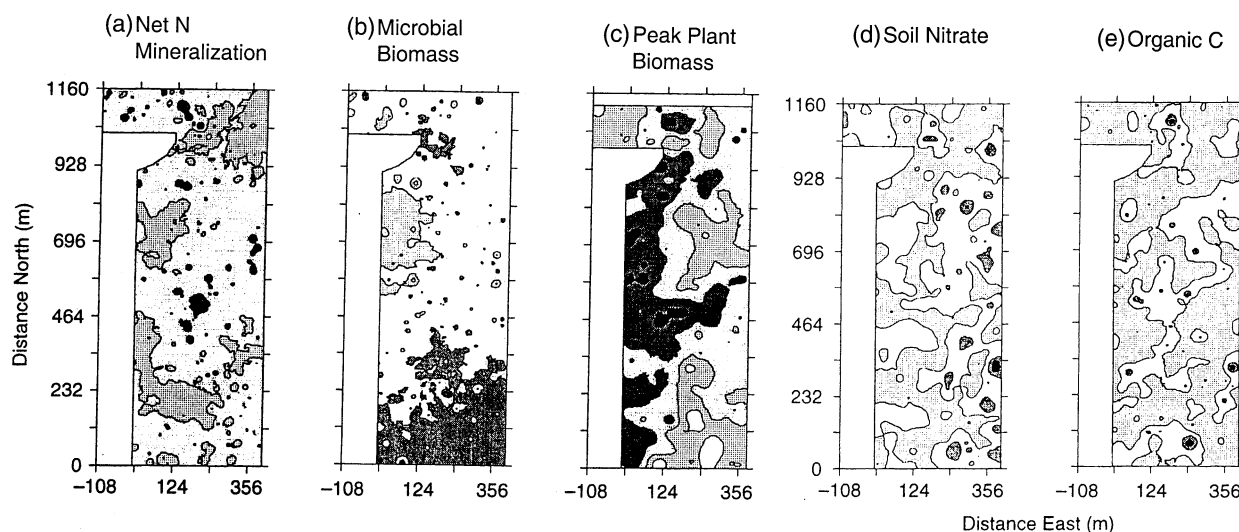 (a) Net N
Mineralization
(b) Microbial
Biomass
(c) Peak Plant
Biomass
(d) Soil Nitrate
(e) Organic C
Distance North (m)
1160
928
696
464
232
0
−108 124 356
−108 124 356
−108 124 356
1160
928
696
464
232
0
−108 124 356
−108 124 356
Distance East (m)